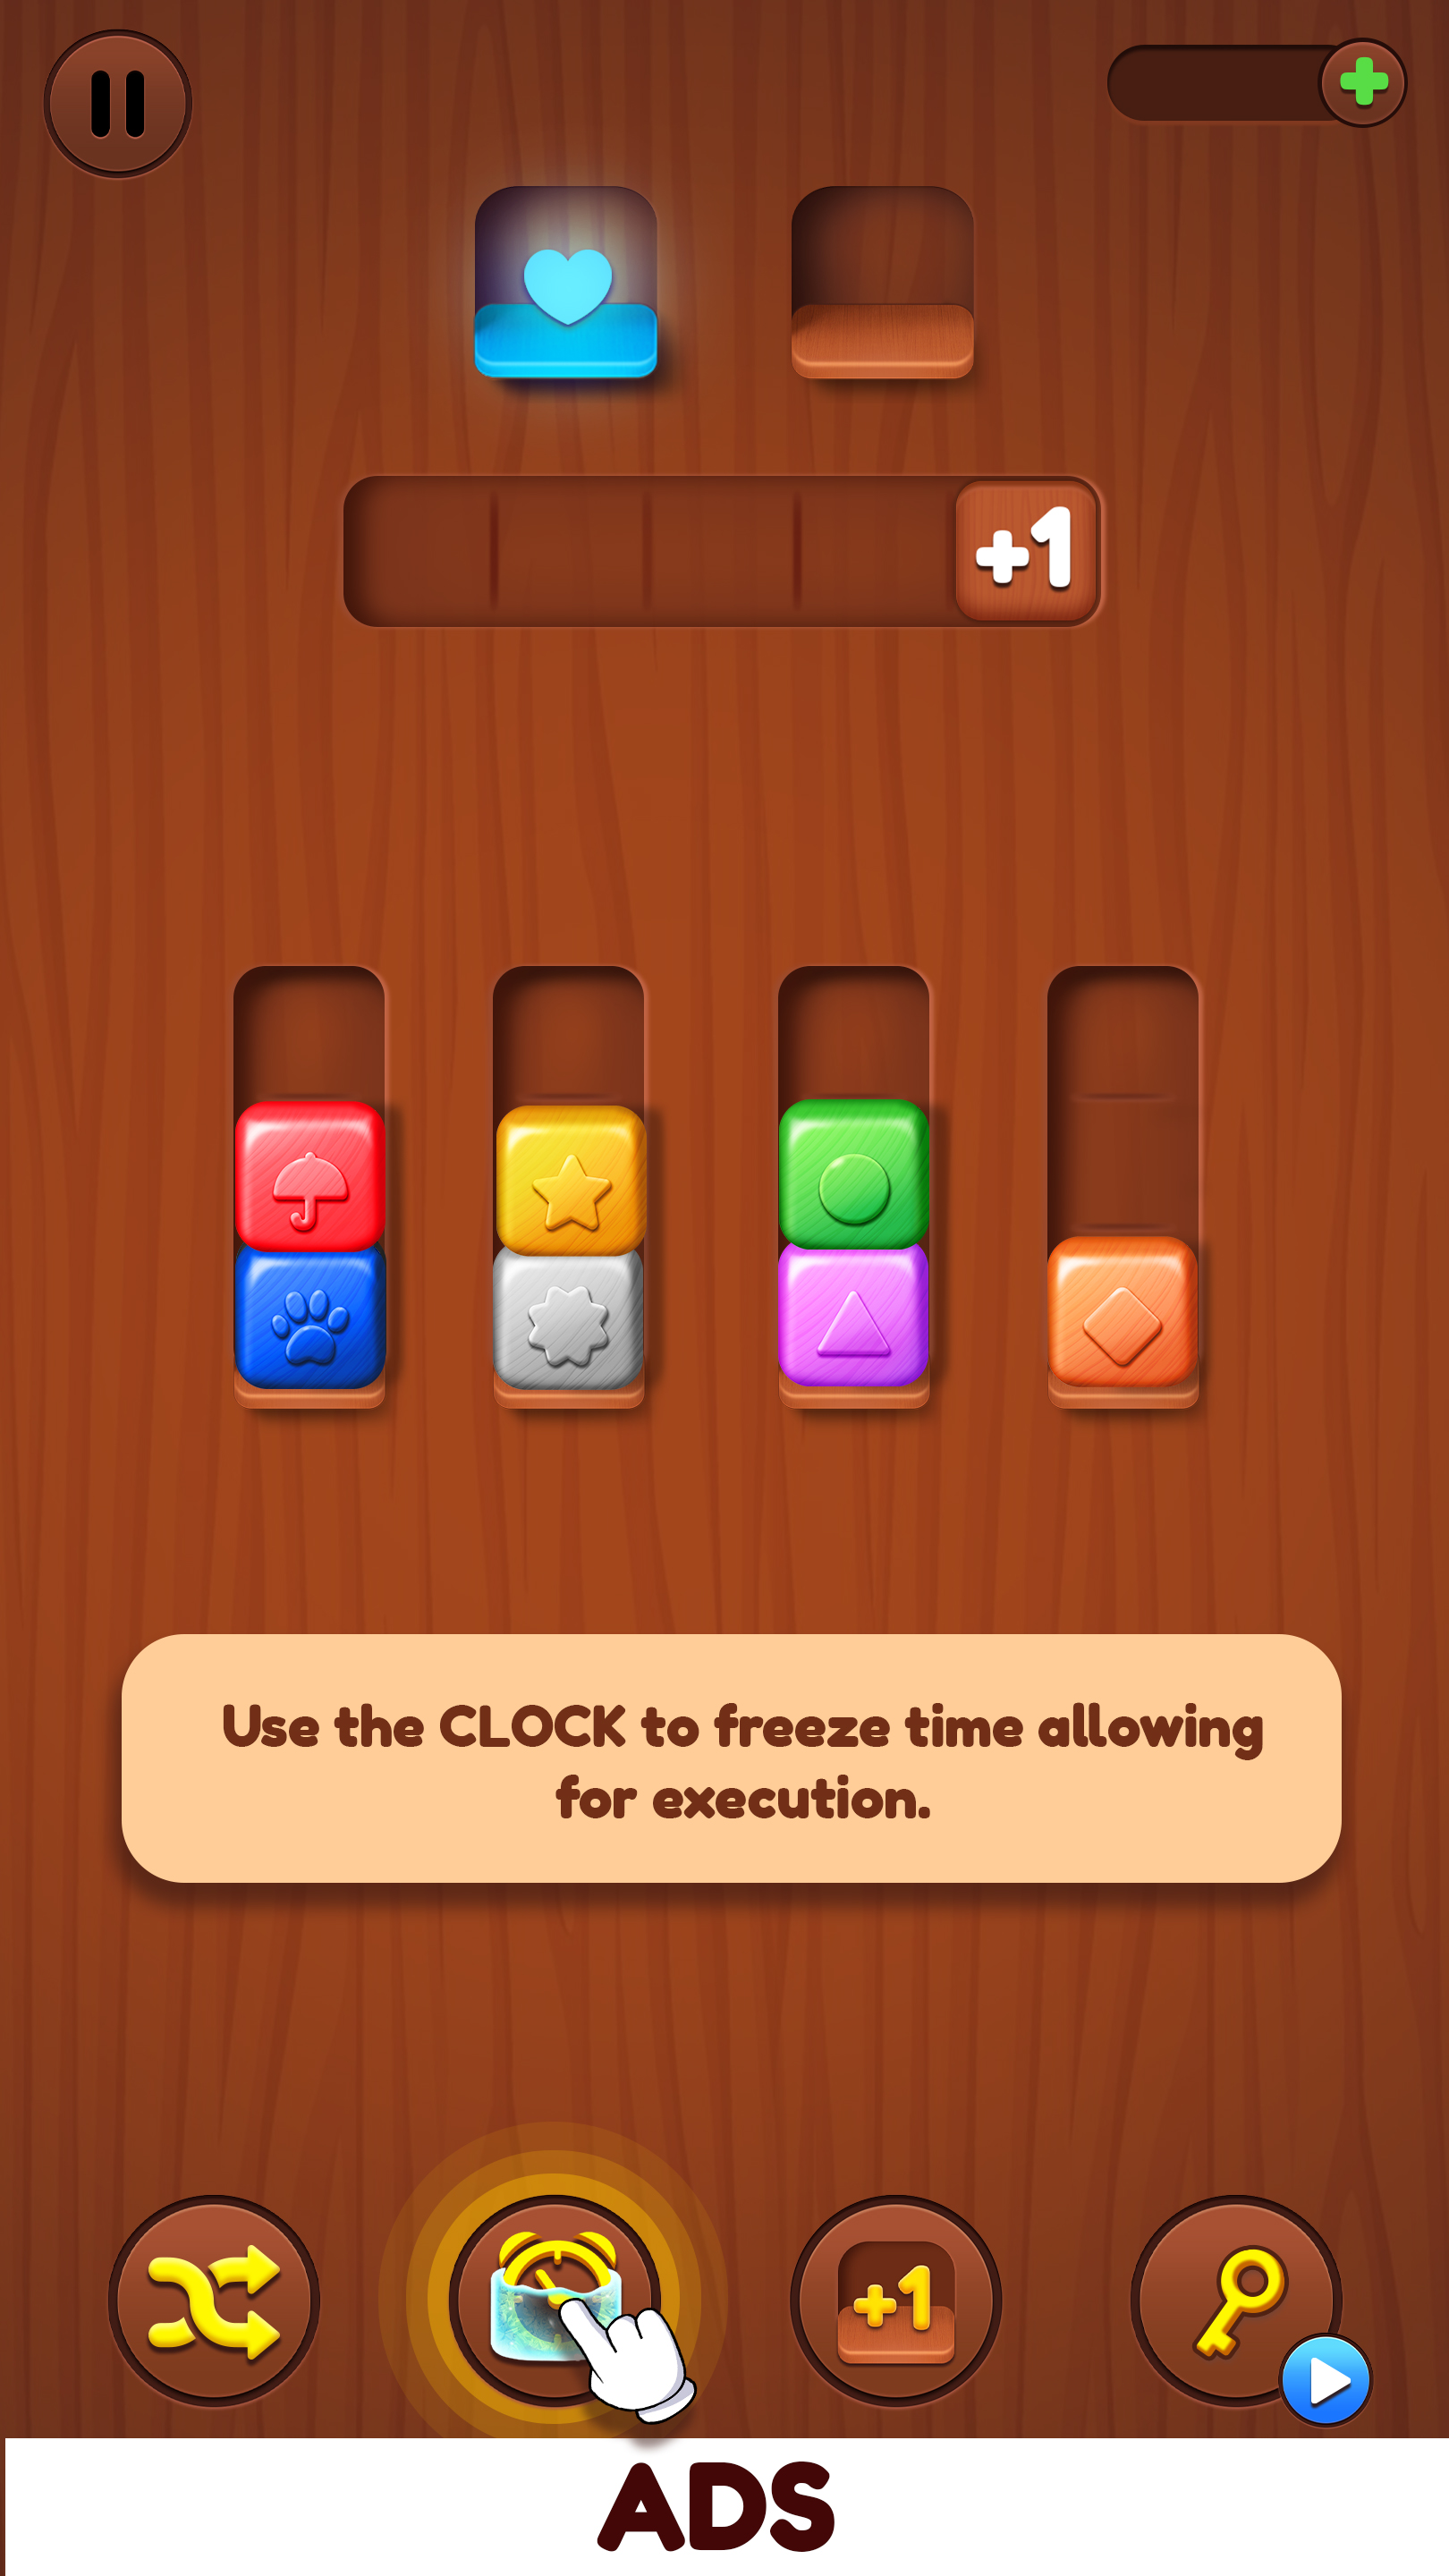 +1
Use the CLOCK to freeze time allowing
for execution.
+1
ADS